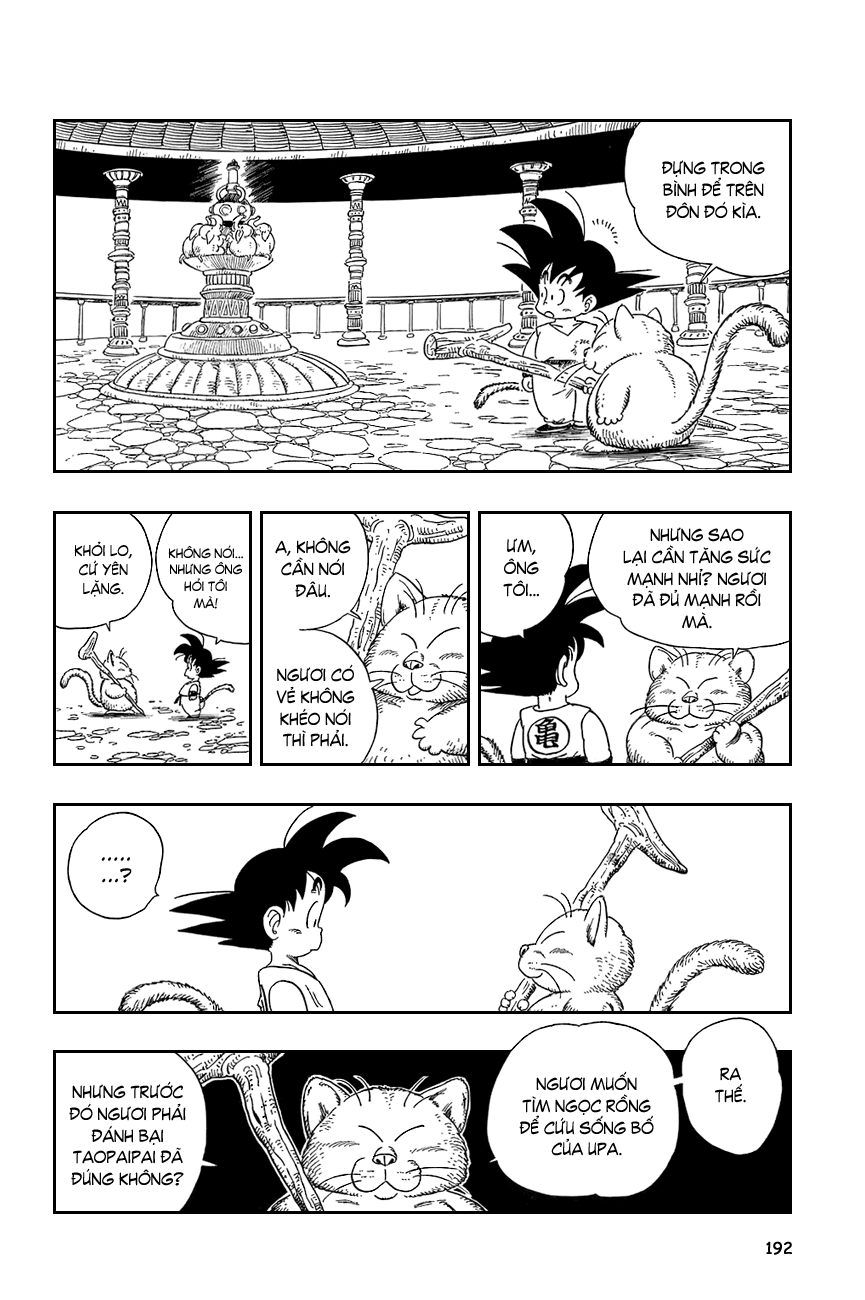 ĐỰNG TRONG
BÌNH ĐỂ TRÊN
ĐÔN ĐÓ KÌA.
NHƯNG SAO
LẠI CẦN TĂNG SỨC
MẠNH NHỈ? NGƯƠI
ĐÃ ĐỦ MẠNH RỒI
MÀ.
ƯM,
ÔNG
TÔI...
亀
A, KHÔNG
CẦN NÓI
ĐÂU.
NGƯƠI CÓ
VẺ KHÔNG
KHÉO NÓI
THÌ PHẢI.
KHÔNG NÓI...
NHƯNG ÔNG
HỎI TÔI
MÀ!
KHỎI LO,
CỨ YÊN
LẶNG.
.....
...?
RA
THẾ.
NGƯƠI MUỐN
TÌM NGỌC RỒNG
ĐỂ CỨU SỐNG BỐ
CỦA UPA.
NHƯNG TRƯỚC
ĐÓ NGƯƠI PHẢI
ĐÁNH BẠI
TAOPAIPAI ĐÃ
ĐÚNG KHÔNG?
192